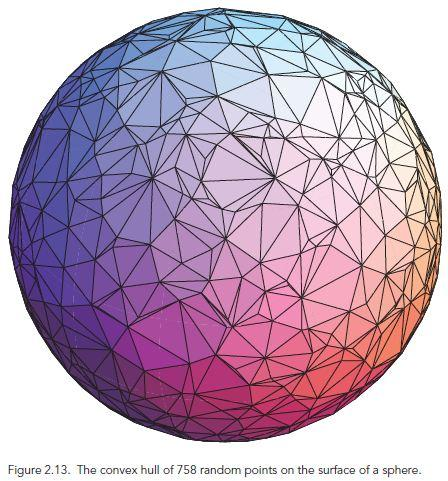 Figure 2.13. The convex hull of 758 random points on the surface of a sphere.